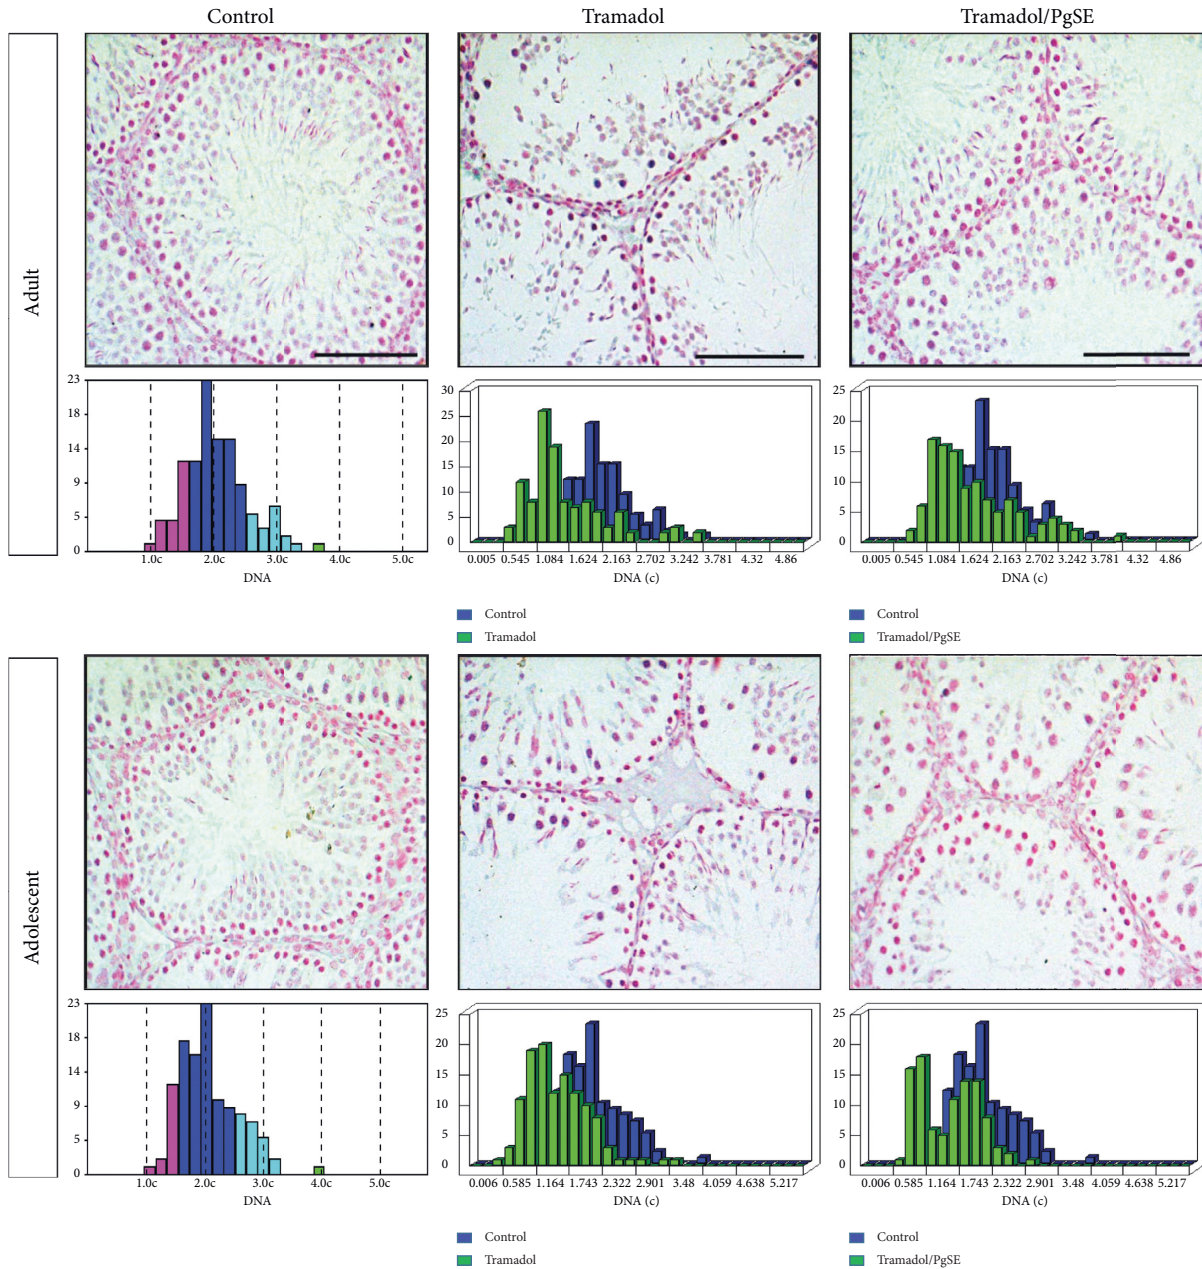 Control Tramadol Tramadol/PgSE
Adult
23
18
14
9
5
0
1.0c 2.0c 3.0c 4.0c 5.0c
DNA
30
25
20
15
10
5
0
0.005 0.545 1.084 1.624 2.163 2.702 3.242 3.781 4.32 4.86
DNA (c)
Control
Tramadol
25
20
15
10
5
0
0.005 0.545 1.084 1.624 2.163 2.702 3.242 3.781 4.32 4.86
DNA (c)
Control
Tramadol/PgSE
Adolescent
23
18
14
9
5
0
1.0c 2.0c 3.0c 4.0c 5.0c
DNA
25
20
15
10
5
0
0.006 0.585 1.164 1.743 2.322 2.901 3.48 4.059 4.638 5.217
DNA (c)
Control
Tramadol
25
20
15
10
5
0
0.006 0.585 1.164 1.743 2.322 2.901 3.48 4.059 4.638 5.217
DNA (c)
Control
Tramadol/PgSE